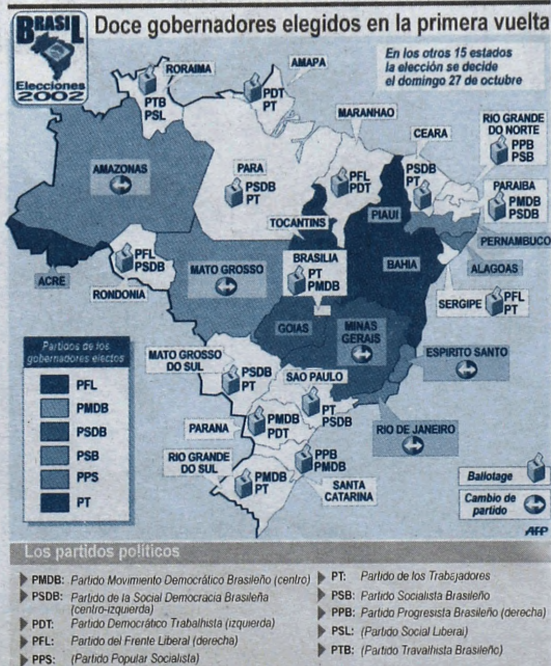 BRASIL
Elecciones
2002
Doce gobernadores elegidos en la primera vuelta
En los otros 15 estados
la elección se decide
el domingo 27 de octubre
RORAIMA
PTB
PSL
AMAPA
PDT
PT
MARANHAO
PFL
PDT
CEARA
PSDB
PT
RIO GRANDE
DO NORTE
PPB
PSB
PARAIBA
PMDB
PSDB
AMAZONAS
PARA
PSDB
PT
TOCANTINS
PIAUI
PERNAMBUCO
ALAGOAS
ACRE
PFL
PSDB
RONDONIA
MATO GROSSO
BRASILIA
PT
PMDB
BAHIA
SERGIPE
PFL
PT
GOIAS
MINAS
GERAIS
ESPIRITO SANTO
MATO GROSSO
DO SUL
PSDB
PT
SAO PAULO
PT
PSDB
RIO DE JANEIRO
PARANA
PMDB
PDT
RIO GRANDE
DO SUL
PMDB
PT
PPB
PMDB
SANTA
CATARINA
Partidos de los
gobernadores electos
PFL
PMDB
PSDB
PSB
PPS
PT
Ballotage
Cambio de
partido
AFP
Los partidos políticos
PMDB: Partido Movimiento Democrático Brasileño (centro)
PSDB: Partido de la Social Democracia Brasileña
(centro-izquierda)
PDT: Partido Democrático Trabalhista (izquierda)
PFL: Partido del Frente Liberal (derecha)
PPS: (Partido Popular Socialista)
PT: Partido de los Trabajadores
PSB: Partido Socialista Brasileño
PPB: Partido Progresista Brasileño (derecha)
PSL: (Partido Social Liberal)
PTB: (Partido Travalhista Brasileño)